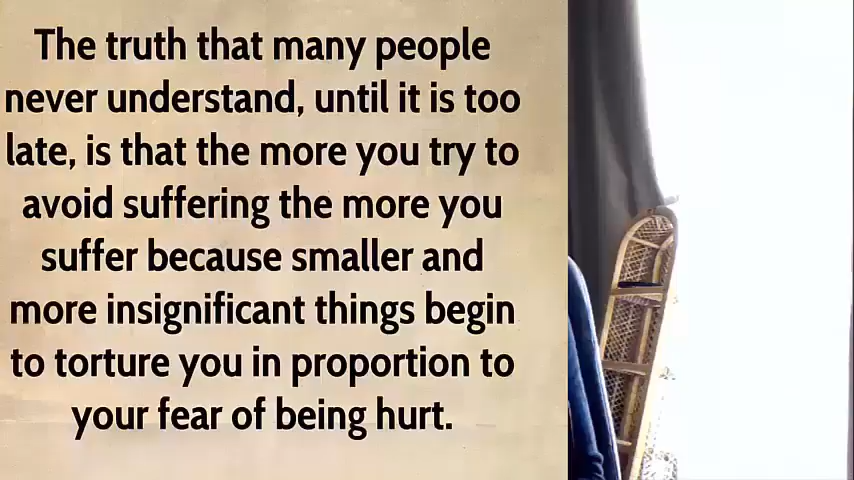 The truth that many people
never understand, until it is too
late, is that the more you try to
avoid suffering the more you
suffer because smaller and
more insignificant things begin
to torture you in proportion to
your fear of being hurt.